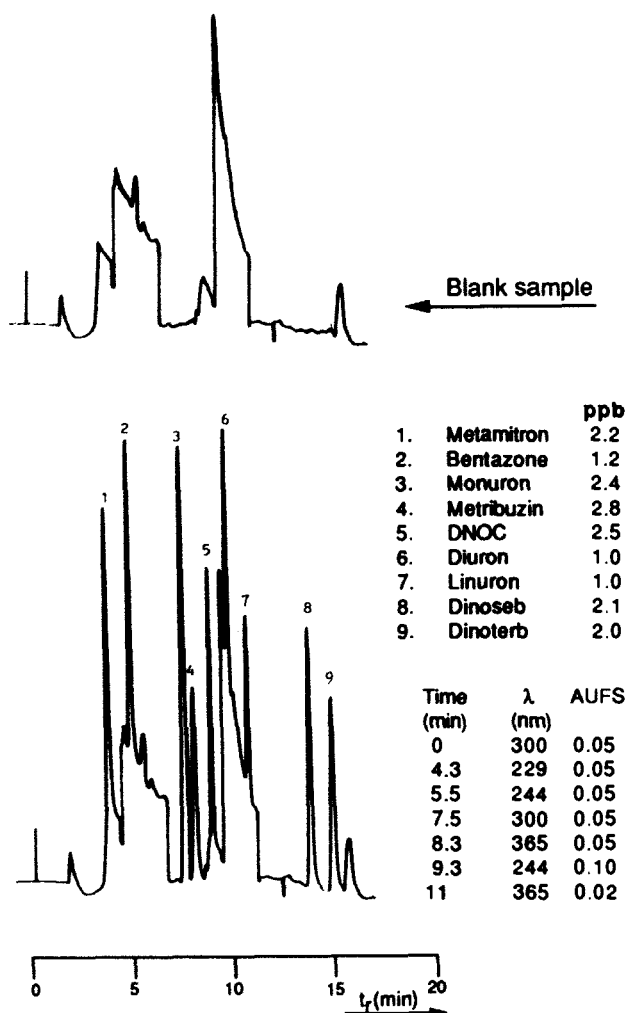 Blank sample
ppb
1. Metamitron 2.2
2. Bentazone 1.2
3. Monuron 2.4
4. Metribuzin 2.8
5. DNOC 2.5
6. Diuron 1.0
7. Linuron 1.0
8. Dinoseb 2.1
9. Dinoterb 2.0
1
2
3
4
5
6
7
8
9
Time λ AUFS
(min) (nm)
0 300 0.05
4.3 229 0.05
5.5 244 0.05
7.5 300 0.05
8.3 365 0.05
9.3 244 0.10
11 365 0.02
0 5 10 15 20
tr(min)